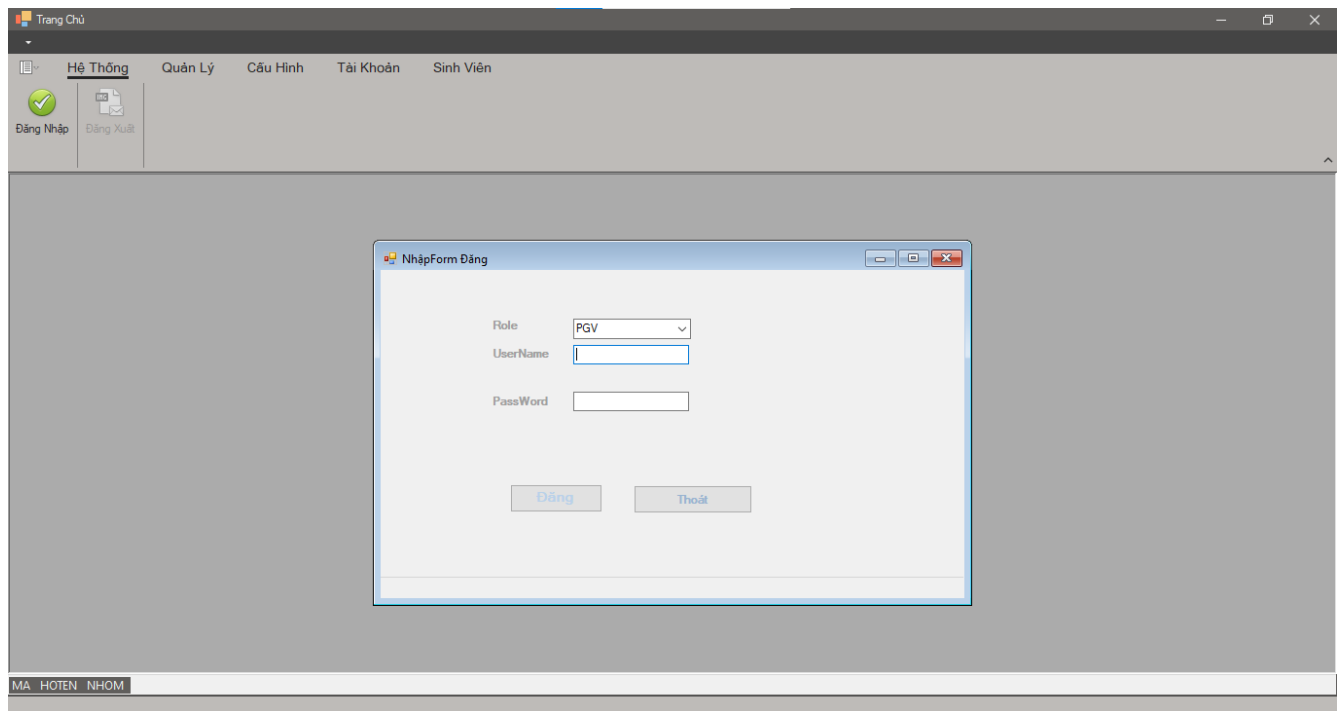 Trang Chủ
Hệ Thống Quản Lý Cấu Hình Tài Khoản Sinh Viên
Đăng Nhập Đăng Xuất
NhậpForm Đăng
Role PGV
UserName
PassWord
Đăng Thoát
MA HOTEN NHOM